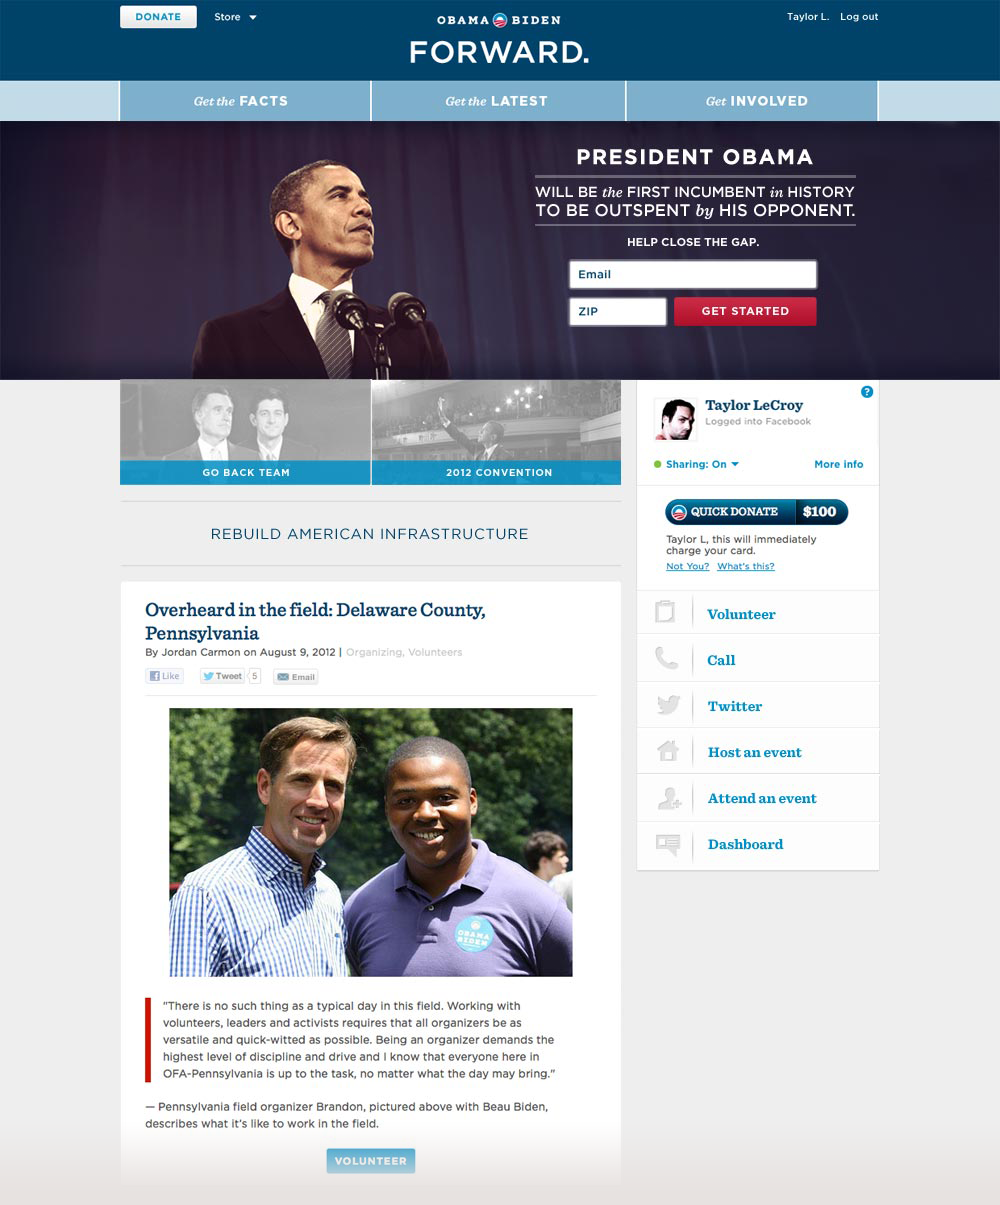 DONATE
Store
OBAMA BIDEN
Taylor L. Log out
FORWARD.
Get the FACTS
Get the LATEST
Get INVOLVED
PRESIDENT OBAMA
WILL BE the FIRST INCUMBENT in HISTORY
TO BE OUTSPENT by HIS OPPONENT.
HELP CLOSE THE GAP.
Email
ZIP
GET STARTED
GO BACK TEAM
2012 CONVENTION
?
Taylor LeCroy
Logged into Facebook
Sharing: On
More info
QUICK DONATE $100
Taylor L, this will immediately
charge your card.
Not You? What's this?
Volunteer
Call
Twitter
Host an event
Attend an event
Dashboard
REBUILD AMERICAN INFRASTRUCTURE
Overheard in the field: Delaware County,
Pennsylvania
By Jordan Carmon on August 9, 2012 | Organizing, Volunteers
Like
Tweet 5
Email
OBAMA
BIDEN
"There is no such thing as a typical day in this field. Working with
volunteers, leaders and activists requires that all organizers be as
versatile and quick-witted as possible. Being an organizer demands the
highest level of discipline and drive and I know that everyone here in
OFA-Pennsylvania is up to the task, no matter what the day may bring."
— Pennsylvania field organizer Brandon, pictured above with Beau Biden,
describes what it's like to work in the field.
VOLUNTEER